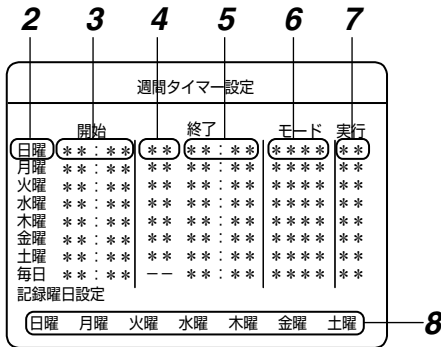 2 3 4 5 6 7
週間タイマー設定
開始 終了 モード 実行
日曜 **:** ** **:** **** **
月曜 **:** ** **:** **** **
火曜 **:** ** **:** **** **
水曜 **:** ** **:** **** **
木曜 **:** ** **:** **** **
金曜 **:** ** **:** **** **
土曜 **:** ** **:** **** **
毎日 **:** −− **:** **** **
記録曜日設定
日曜 月曜 火曜 水曜 木曜 金曜 土曜 8